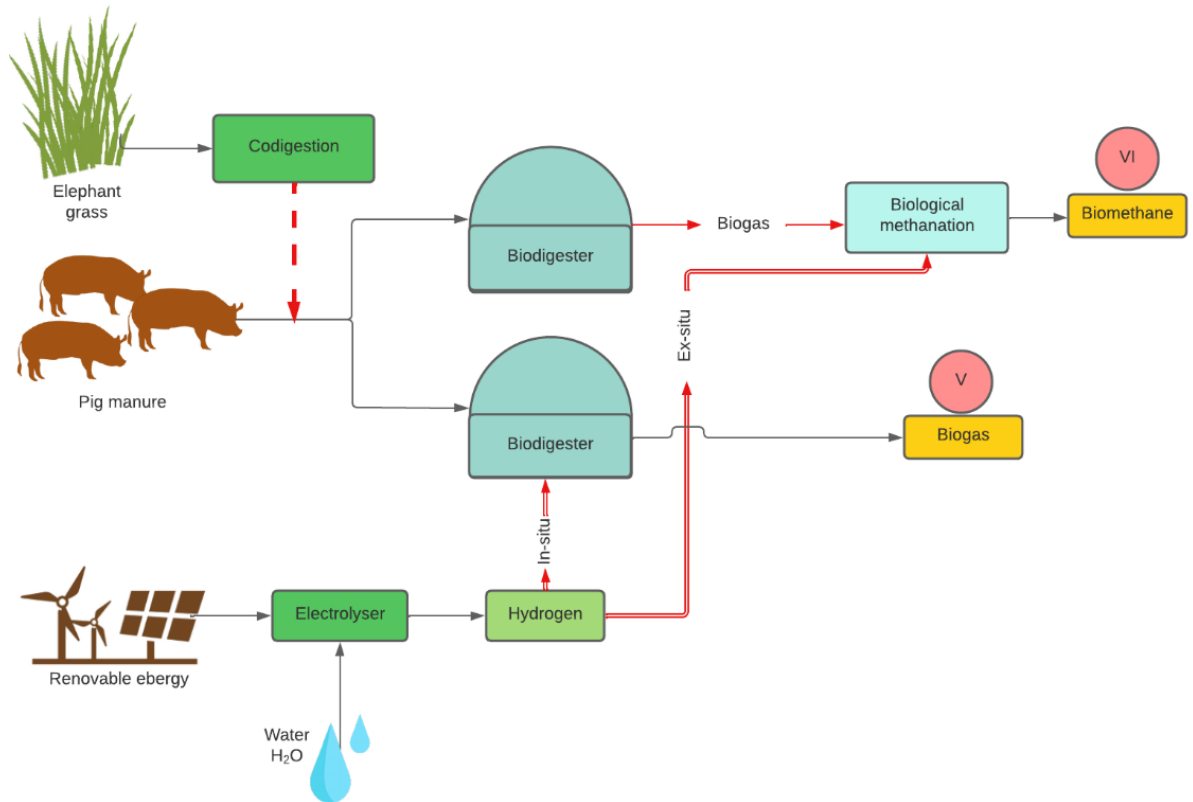 Codigestion
Elephant
grass
Biodigester
Biogas
Biological
methanation
VI
Biomethane
Pig manure
Ex-situ
Biodigester
V
Biogas
In-situ
Electrolyser
Hydrogen
Renovable ebergy
Water
H₂O